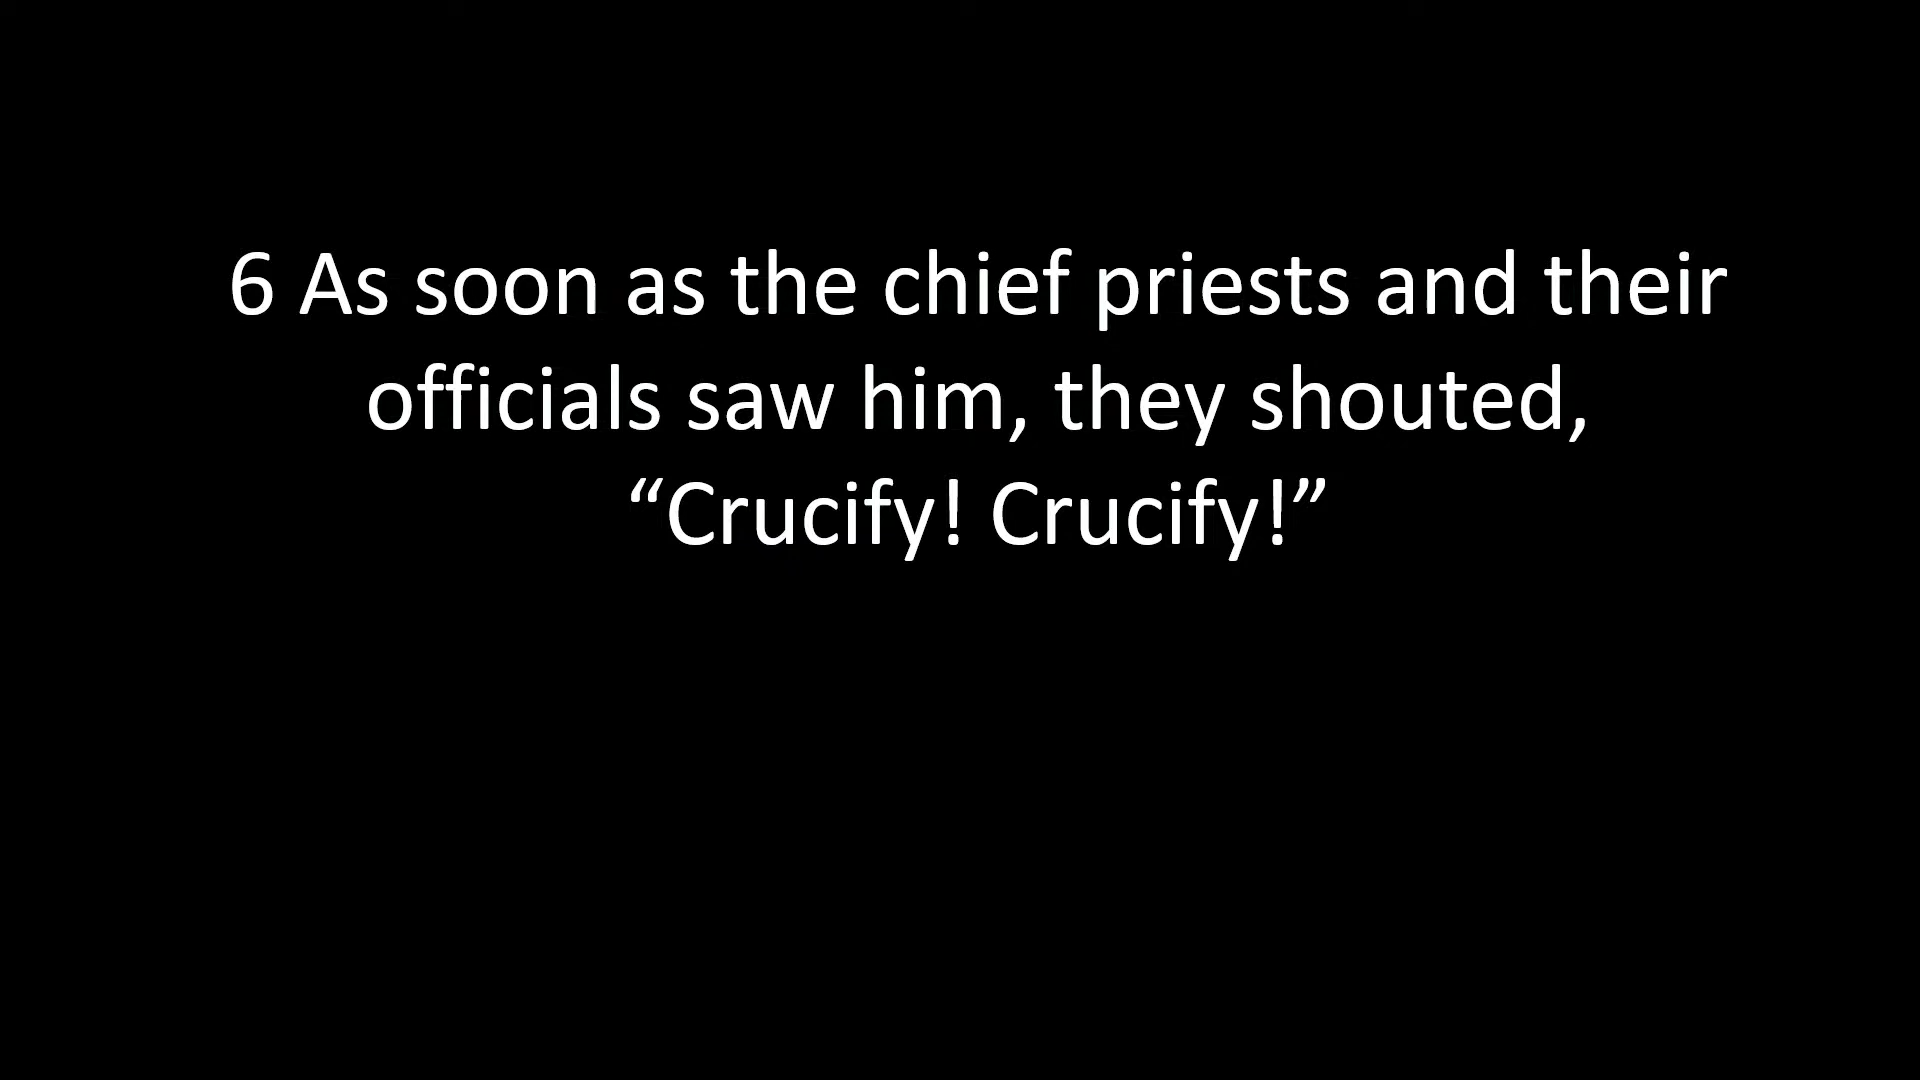 6 As soon as the chief priests and their
officials saw him, they shouted,
“Crucify! Crucify!”